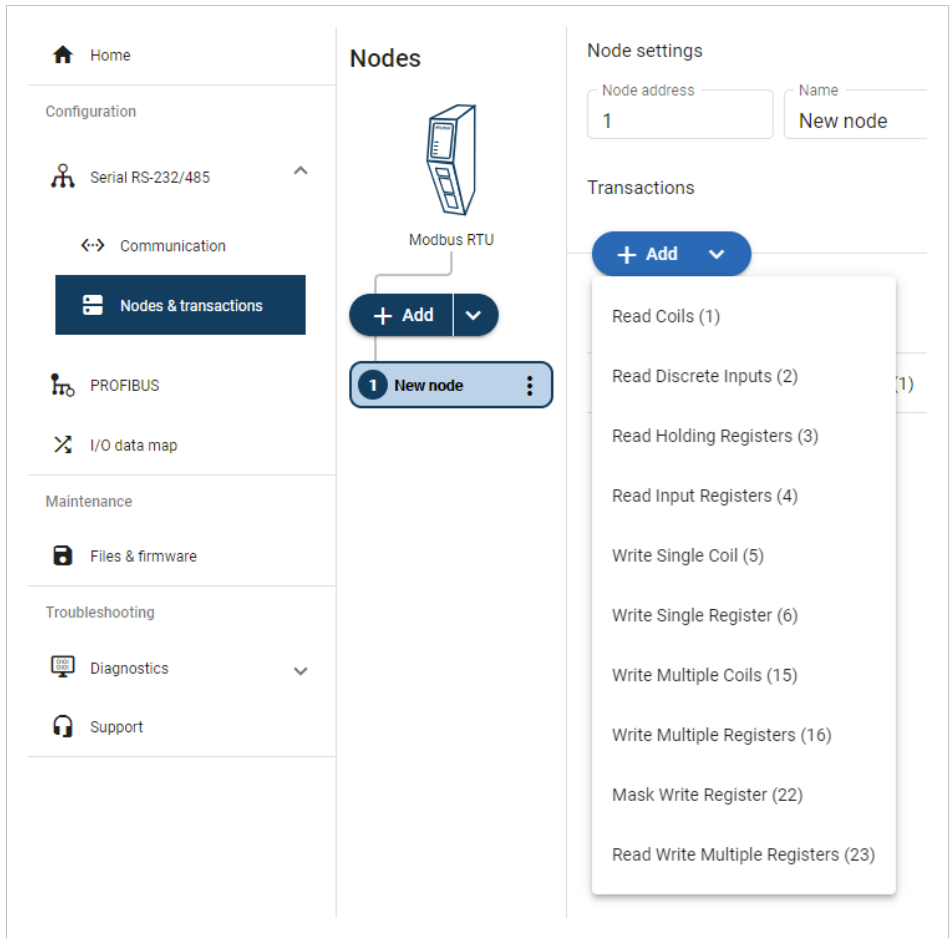 Home
Configuration
Serial RS-232/485
Communication
Nodes & transactions
PROFIBUS
I/O data map
Maintenance
Files & firmware
Troubleshooting
Diagnostics
Support
Nodes
Modbus RTU
+ Add
1 New node
Node settings
Node address
1
Name
New node
Transactions
+ Add
(1)
Read Coils (1)
Read Discrete Inputs (2)
Read Holding Registers (3)
Read Input Registers (4)
Write Single Coil (5)
Write Single Register (6)
Write Multiple Coils (15)
Write Multiple Registers (16)
Mask Write Register (22)
Read Write Multiple Registers (23)